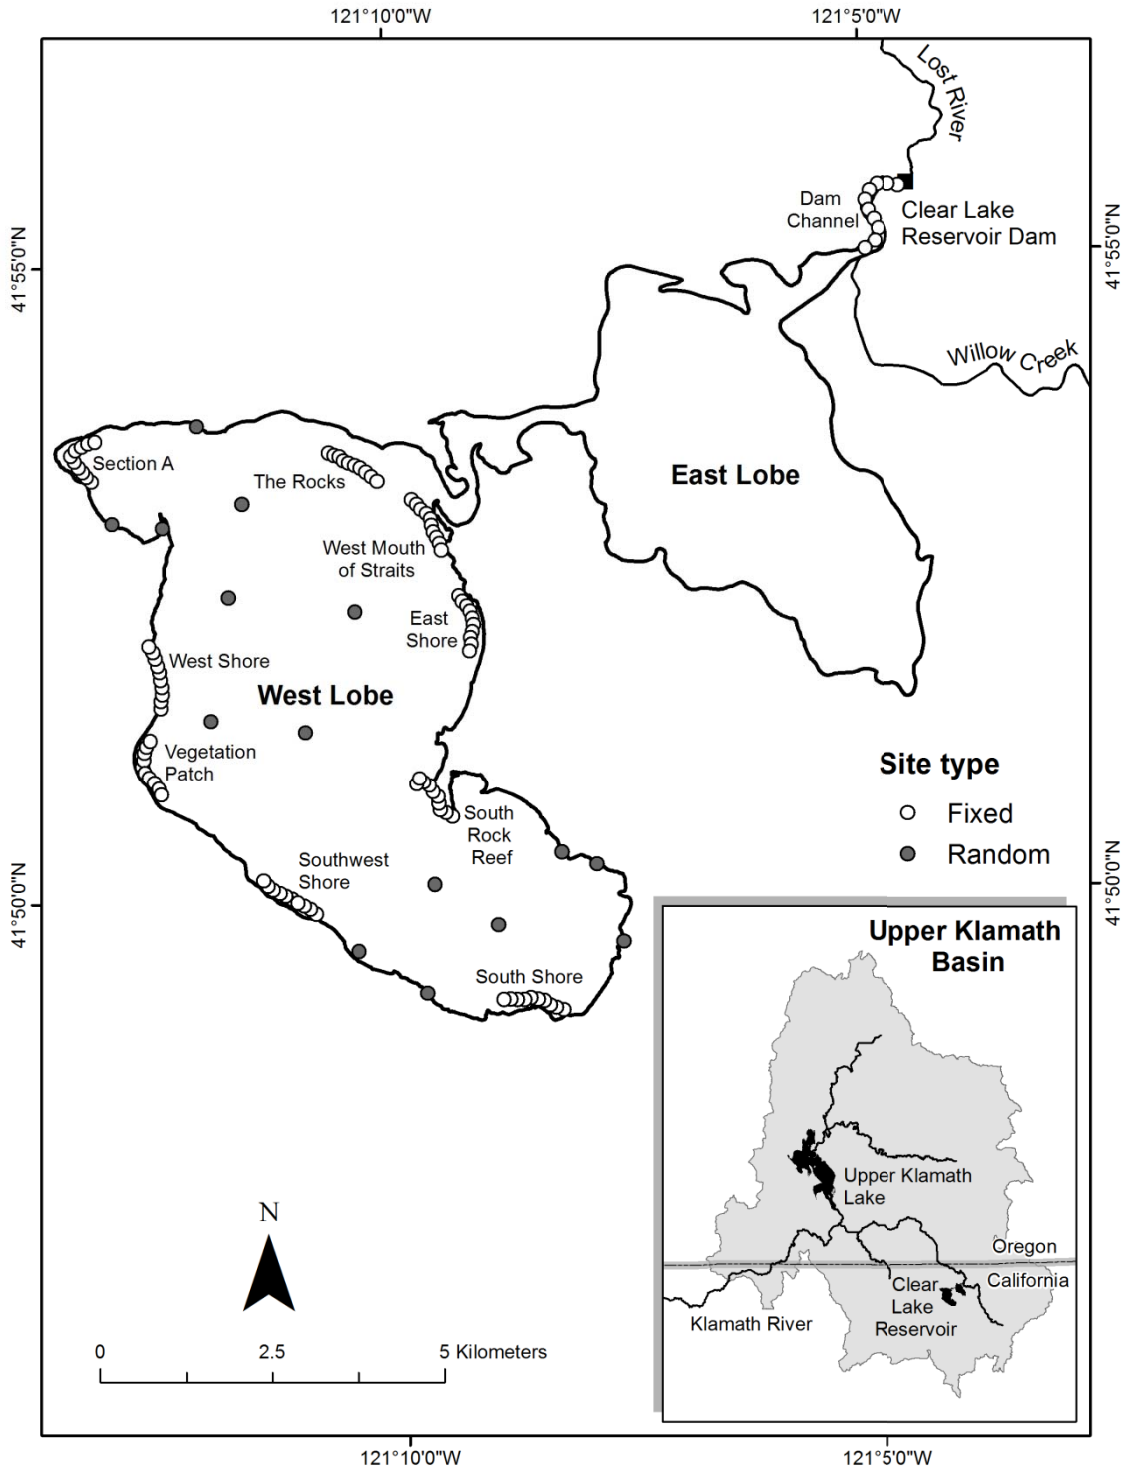 121°10'0"W
121°5'0"W
Lost River
Dam
Channel
Clear Lake
Reservoir Dam
41°55'0"N
41°55'0"N
Willow Creek
Section A
The Rocks
East Lobe
West Mouth
of Straits
East
Shore
West Shore
West Lobe
Vegetation
Patch
Site type
South
Rock
Reef
Fixed
Random
Southwest
Shore
41°50'0"N
41°50'0"N
South Shore
Upper Klamath
Basin
Upper Klamath
Lake
Oregon
California
Clear
Lake
Reservoir
Klamath River
N
0
2.5
5 Kilometers
121°10'0"W
121°5'0"W